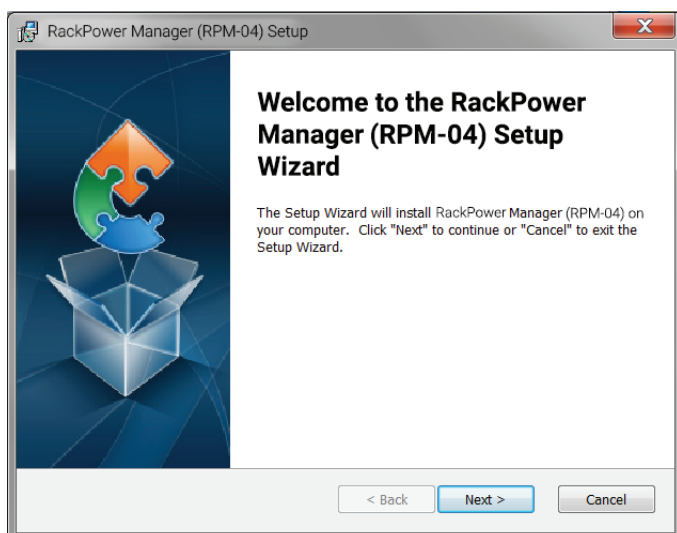 RackPower Manager (RPM-04) Setup
Welcome to the RackPower
Manager (RPM-04) Setup
Wizard
The Setup Wizard will install RackPower Manager (RPM-04) on
your computer. Click "Next" to continue or "Cancel" to exit the
Setup Wizard.
< Back
Next >
Cancel